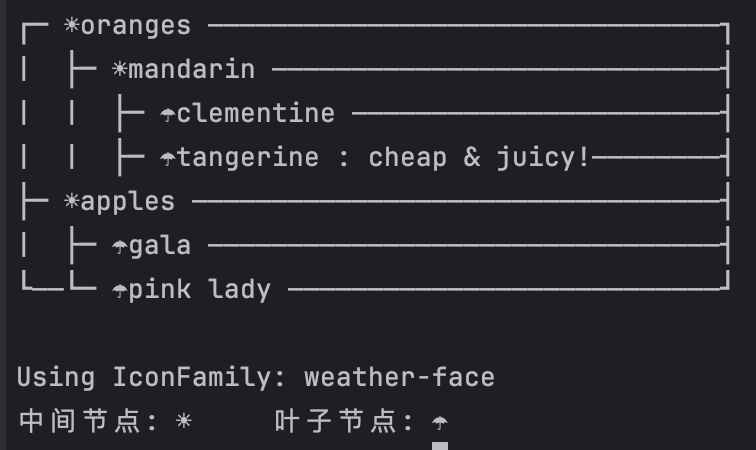 ┌─ ☀oranges ────────────────────────────────┐
│  ├─ ☀mandarin ────────────────────────────┤
│  │  ├─ ☂clementine ───────────────────────┤
│  │  ├─ ☂tangerine : cheap & juicy!────────┤
├─ ☀apples ─────────────────────────────────┤
│  ├─ ☂gala ────────────────────────────────┤
└──└─ ☂pink lady ───────────────────────────┘
Using IconFamily: weather-face
中间节点: ☀     叶子节点: ☂